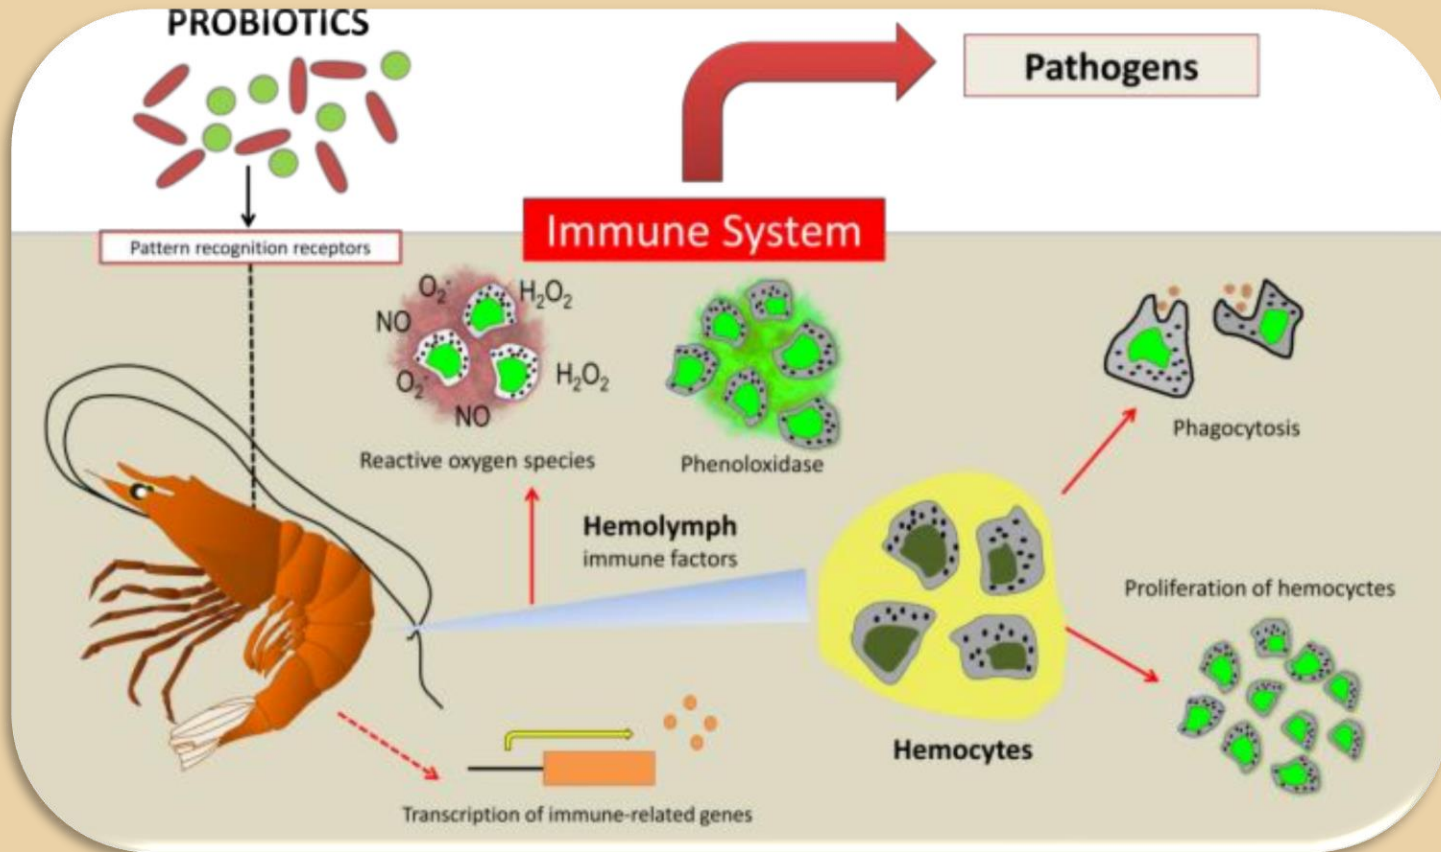 PROBIOTICS
Pathogens
Immune System
Pattern recognition receptors
O₂⁻
H₂O₂
NO
O₂⁻
H₂O₂
NO
Reactive oxygen species
Phenoloxidase
Phagocytosis
Hemolymph
immune factors
Proliferation of hemocyctes
Hemocytes
Transcription of immune-related genes